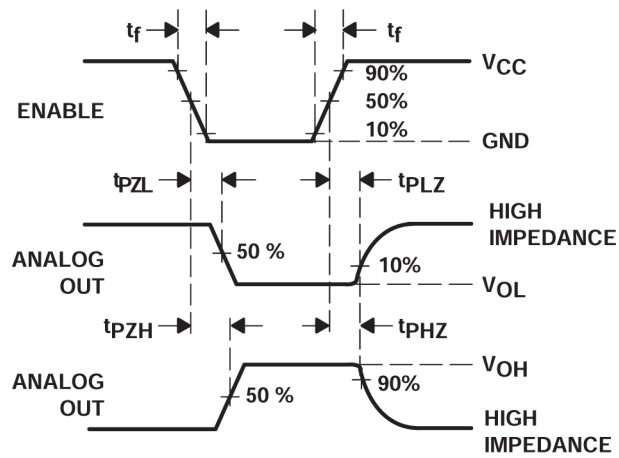 tf
tf
VCC
90%
50%
10%
ENABLE
GND
tPZL
tPLZ
HIGH
IMPEDANCE
50 %
10%
ANALOG
OUT
VOL
tPZH
tPHZ
VOH
ANALOG
OUT
50 %
90%
HIGH
IMPEDANCE